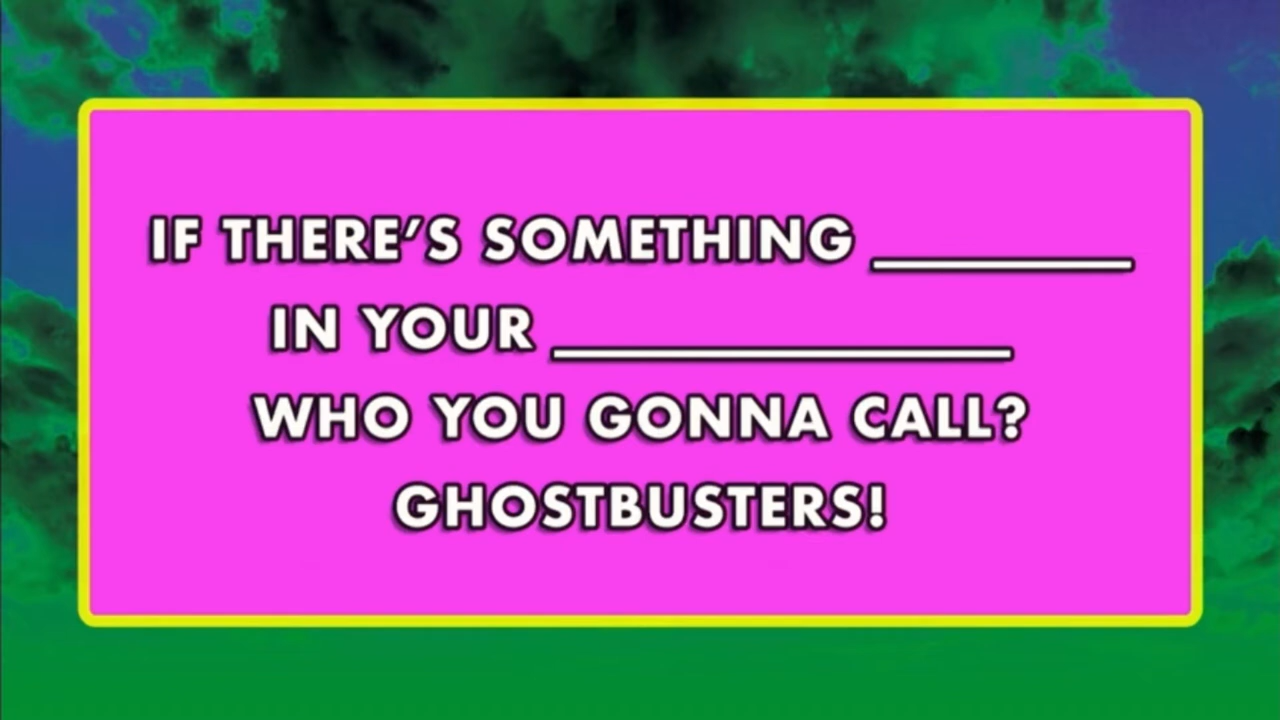 IF THERE'S SOMETHING ________
IN YOUR ______________
WHO YOU GONNA CALL?
GHOSTBUSTERS!